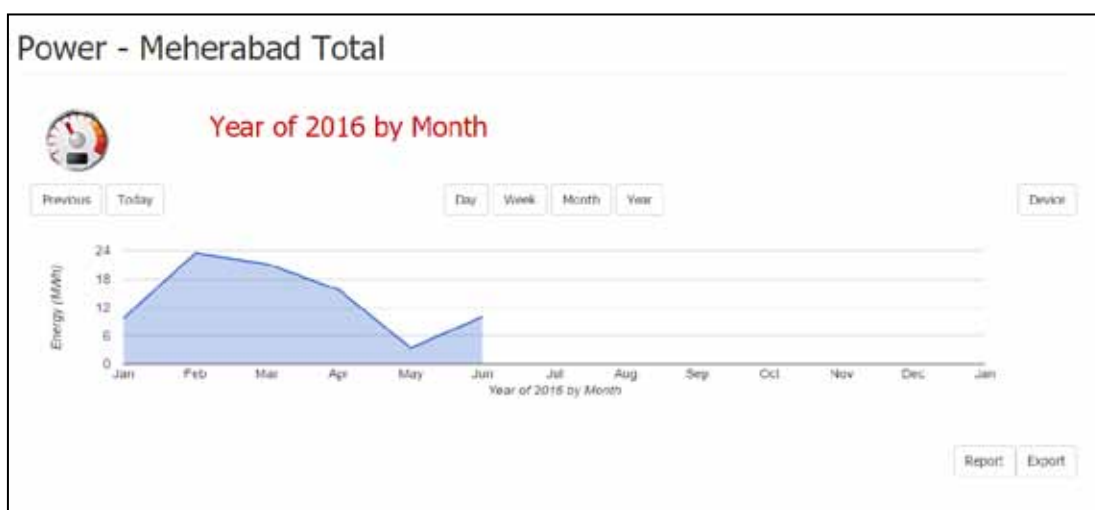 Power - Meherabad Total
Year of 2016 by Month
Previous Today Day Week Month Year Device
24
18
12
6
0
Energy (MWh)
Jan Feb Mar Apr May Jun Jul Aug Sep Oct Nov Dec Jan
Year of 2016 by Month
Report Export